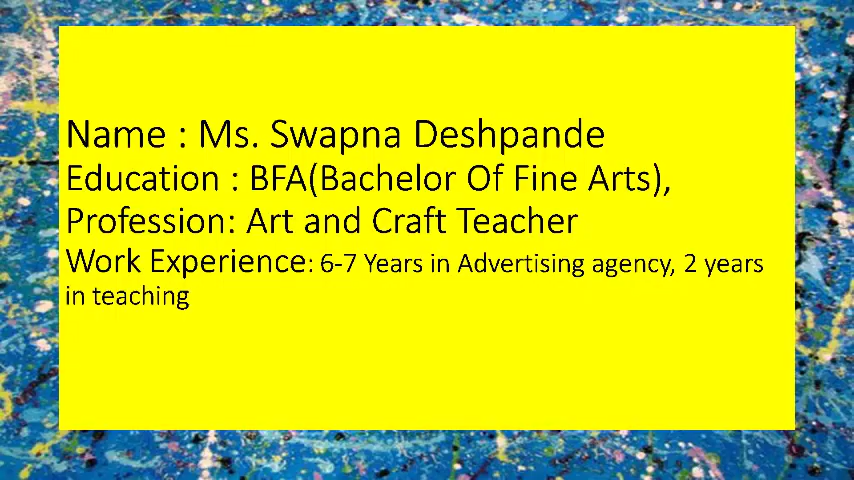 Name : Ms. Swapna Deshpande
Education : BFA(Bachelor Of Fine Arts),
Profession: Art and Craft Teacher
Work Experience: 6-7 Years in Advertising agency, 2 years
in teaching